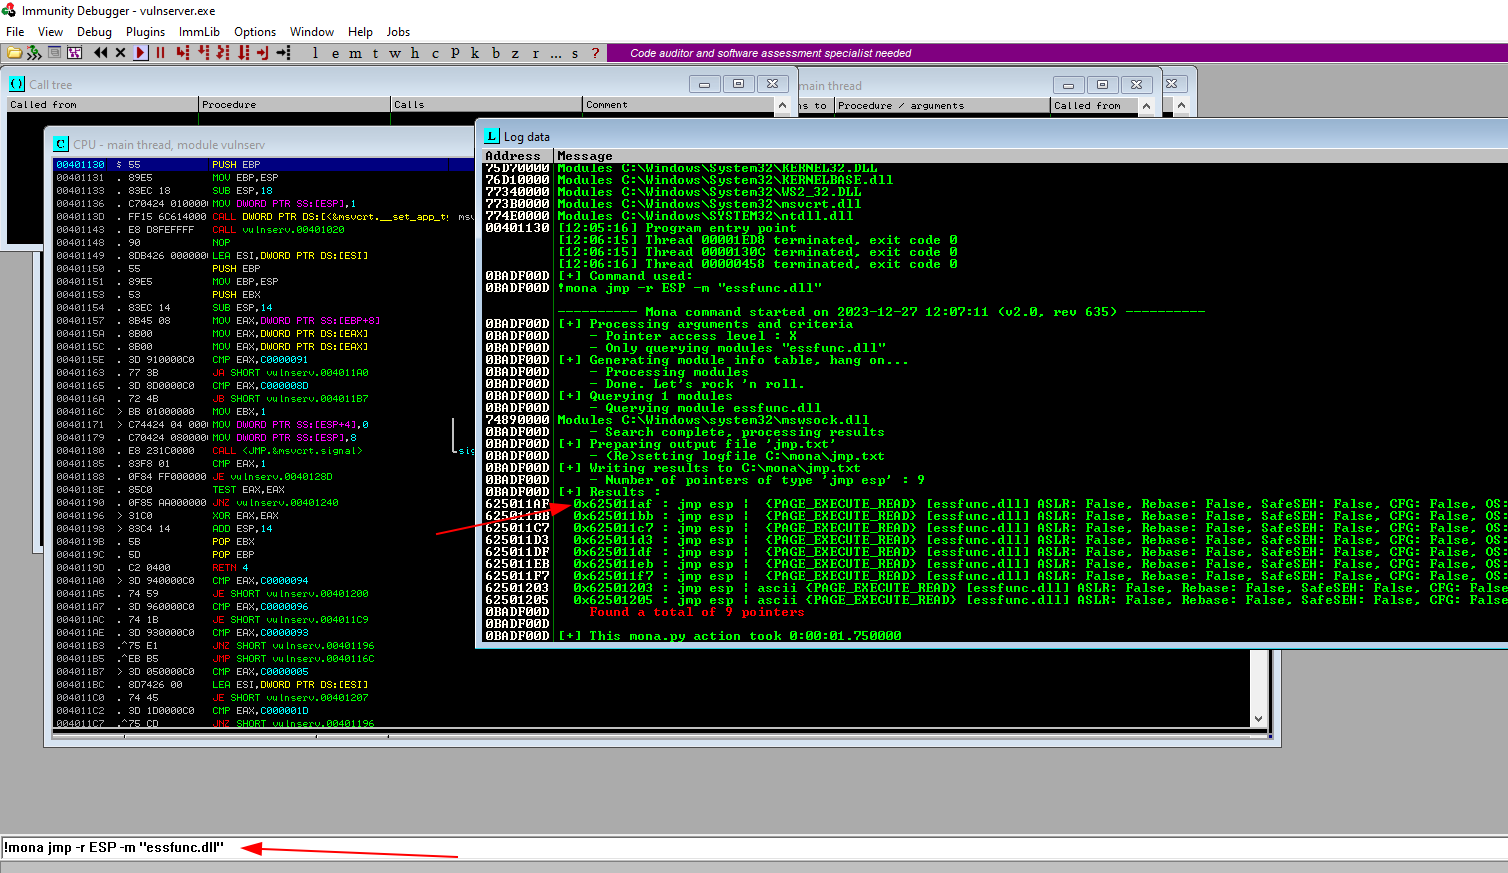 Immunity Debugger - vulnserver.exe
File View Debug Plugins ImmLib Options Window Help Jobs
l e m t w h c p k b z r ... s ? Code auditor and software assessment specialist needed
Call tree
main thread
Called from Procedure Calls Comment
ns to Procedure / arguments Called from
CPU - main thread, module vulnserv
00401130 $ 55 PUSH EBP
00401131 . 89E5 MOV EBP,ESP
00401133 . 83EC 18 SUB ESP,18
00401136 . C70424 010000 MOV DWORD PTR SS:[ESP],1
0040113D . FF15 6C614000 CALL DWORD PTR DS:[<&msvcrt.__set_app_ty msv
00401143 . E8 D8FEFFFF CALL vulnserv.00401020
00401148 . 90 NOP
00401149 . 8DB426 000000 LEA ESI,DWORD PTR DS:[ESI]
00401150 . 55 PUSH EBP
00401151 . 89E5 MOV EBP,ESP
00401153 . 53 PUSH EBX
00401154 . 83EC 14 SUB ESP,14
00401157 . 8B45 08 MOV EAX,DWORD PTR SS:[EBP+8]
0040115A . 8B00 MOV EAX,DWORD PTR DS:[EAX]
0040115C . 8B00 MOV EAX,DWORD PTR DS:[EAX]
0040115E . 3D 910000C0 CMP EAX,C0000091
00401163 . 77 3B JA SHORT vulnserv.004011A0
00401165 . 3D 8D0000C0 CMP EAX,C000008D
0040116A . 72 4B JB SHORT vulnserv.004011B7
0040116C > BB 01000000 MOV EBX,1
00401171 > C74424 04 000 MOV DWORD PTR SS:[ESP+4],0
00401179 . C70424 080000 MOV DWORD PTR SS:[ESP],8
00401180 . E8 231C0000 CALL <JMP.&msvcrt.signal> sig
00401185 . 83F8 01 CMP EAX,1
00401188 . 0F84 FF000000 JE vulnserv.0040128D
0040118E . 85C0 TEST EAX,EAX
00401190 . 0F85 AA000000 JNZ vulnserv.00401240
00401196 > 31C0 XOR EAX,EAX
00401198 > 83C4 14 ADD ESP,14
0040119B . 5B POP EBX
0040119C . 5D POP EBP
0040119D . C2 0400 RETN 4
004011A0 > 3D 940000C0 CMP EAX,C0000094
004011A5 . 74 59 JE SHORT vulnserv.00401200
004011A7 . 3D 960000C0 CMP EAX,C0000096
004011AC . 74 1B JE SHORT vulnserv.004011C9
004011AE . 3D 930000C0 CMP EAX,C0000093
004011B3 .^75 E1 JNZ SHORT vulnserv.00401196
004011B5 .^EB B5 JMP SHORT vulnserv.0040116C
004011B7 > 3D 050000C0 CMP EAX,C0000005
004011BC . 8D7426 00 LEA ESI,DWORD PTR DS:[ESI]
004011C0 . 74 45 JE SHORT vulnserv.00401207
004011C2 . 3D 1D0000C0 CMP EAX,C000001D
004011C7 .^75 CD JNZ SHORT vulnserv.00401196
Log data
Address Message
75D70000 Modules C:\Windows\System32\KERNEL32.DLL
76D10000 Modules C:\Windows\System32\KERNELBASE.dll
77340000 Modules C:\Windows\System32\WS2_32.DLL
773B0000 Modules C:\Windows\System32\msvcrt.dll
774E0000 Modules C:\Windows\SYSTEM32\ntdll.dll
00401130 [12:05:16] Program entry point
[12:06:15] Thread 00001ED8 terminated, exit code 0
[12:06:15] Thread 0000130C terminated, exit code 0
[12:06:16] Thread 00000458 terminated, exit code 0
0BADF00D [+] Command used:
0BADF00D !mona jmp -r ESP -m "essfunc.dll"
---------- Mona command started on 2023-12-27 12:07:11 (v2.0, rev 635) ----------
0BADF00D [+] Processing arguments and criteria
0BADF00D - Pointer access level : X
0BADF00D - Only querying modules "essfunc.dll"
0BADF00D [+] Generating module info table, hang on...
0BADF00D - Processing modules
0BADF00D - Done. Let's rock 'n roll.
0BADF00D [+] Querying 1 modules
0BADF00D - Querying module essfunc.dll
74890000 Modules C:\Windows\system32\mswsock.dll
0BADF00D - Search complete, processing results
0BADF00D [+] Preparing output file 'jmp.txt'
0BADF00D - (Re)setting logfile C:\mona\jmp.txt
0BADF00D [+] Writing results to C:\mona\jmp.txt
0BADF00D - Number of pointers of type 'jmp esp' : 9
0BADF00D [+] Results :
625011AF 0x625011af : jmp esp | {PAGE_EXECUTE_READ} [essfunc.dll] ASLR: False, Rebase: False, SafeSEH: False, CFG: False, OS:
625011BB 0x625011bb : jmp esp | {PAGE_EXECUTE_READ} [essfunc.dll] ASLR: False, Rebase: False, SafeSEH: False, CFG: False, OS:
625011C7 0x625011c7 : jmp esp | {PAGE_EXECUTE_READ} [essfunc.dll] ASLR: False, Rebase: False, SafeSEH: False, CFG: False, OS:
625011D3 0x625011d3 : jmp esp | {PAGE_EXECUTE_READ} [essfunc.dll] ASLR: False, Rebase: False, SafeSEH: False, CFG: False, OS:
625011DF 0x625011df : jmp esp | {PAGE_EXECUTE_READ} [essfunc.dll] ASLR: False, Rebase: False, SafeSEH: False, CFG: False, OS:
625011EB 0x625011eb : jmp esp | {PAGE_EXECUTE_READ} [essfunc.dll] ASLR: False, Rebase: False, SafeSEH: False, CFG: False, OS:
625011F7 0x625011f7 : jmp esp | {PAGE_EXECUTE_READ} [essfunc.dll] ASLR: False, Rebase: False, SafeSEH: False, CFG: False, OS:
62501203 0x62501203 : jmp esp | ascii {PAGE_EXECUTE_READ} [essfunc.dll] ASLR: False, Rebase: False, SafeSEH: False, CFG: False
62501205 0x62501205 : jmp esp | ascii {PAGE_EXECUTE_READ} [essfunc.dll] ASLR: False, Rebase: False, SafeSEH: False, CFG: False
0BADF00D Found a total of 9 pointers
0BADF00D
0BADF00D [+] This mona.py action took 0:00:01.750000
!mona jmp -r ESP -m "essfunc.dll"